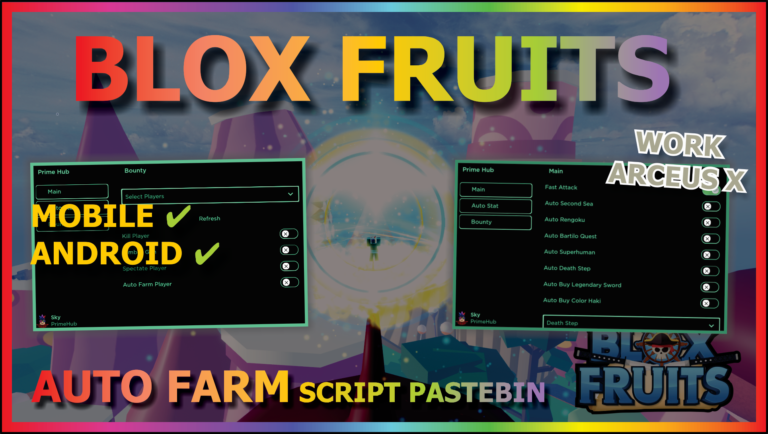 BLOX FRUITS
WORK
ARCEUS X
Prime Hub
Main
Bounty
Select Players
Refresh
Kill Player
Spectate Player
Auto Farm Player
Sky
PrimeHub
MOBILE ✔
ANDROID ✔
Prime Hub
Main
Auto Stat
Bounty
Main
Fast Attack
Auto Second Sea
Auto Rengoku
Auto Bartilo Quest
Auto Superhuman
Auto Death Step
Auto Buy Legendary Sword
Auto Buy Color Haki
Death Step
Sky
PrimeHub
BLOX
FRUITS
AUTO FARM SCRIPT PASTEBIN